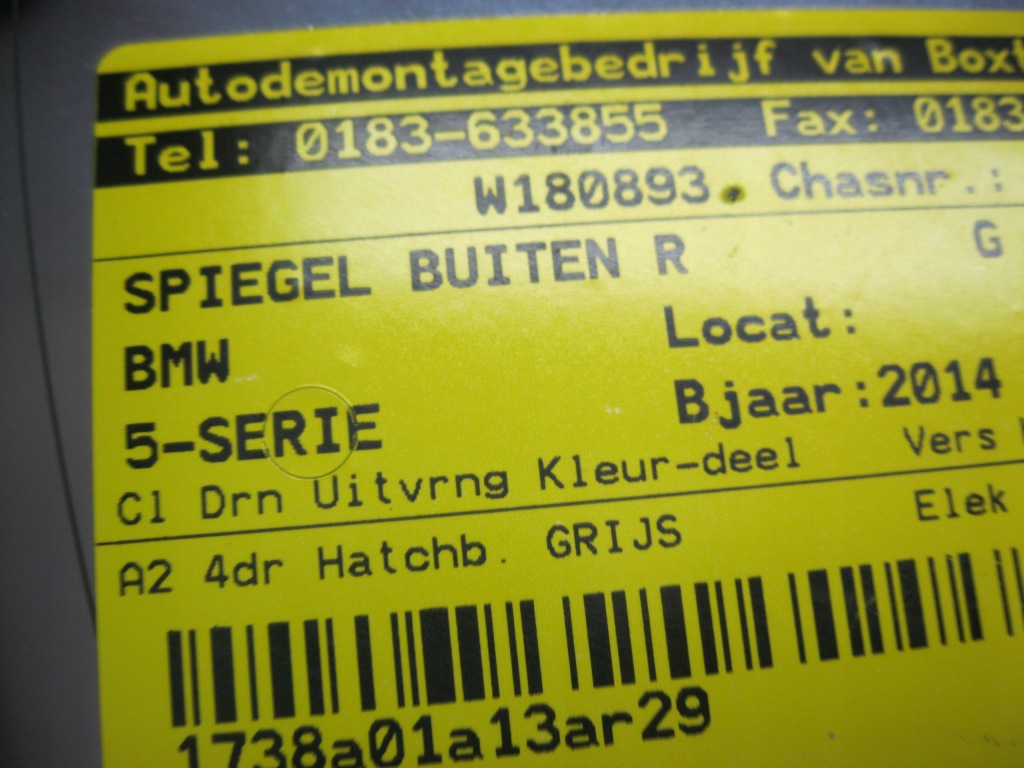 Autodemontagebedrijf van Boxt
Tel: 0183-633855 Fax: 0183
W180893. Chasnr.:
SPIEGEL BUITEN R G
BMW Locat:
5-SERIE Bjaar:2014
Cl Drn Uitvrng Kleur-deel Vers
A2 4dr Hatchb. GRIJS Elek
1738a01a13ar29